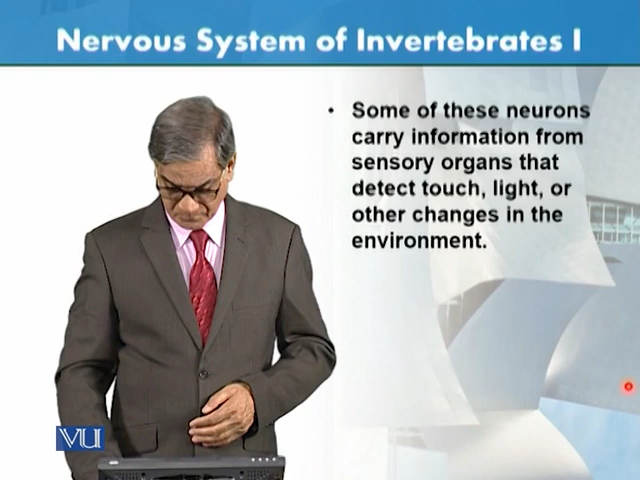 Nervous System of Invertebrates I
• Some of these neurons
carry information from
sensory organs that
detect touch, light, or
other changes in the
environment.
VU